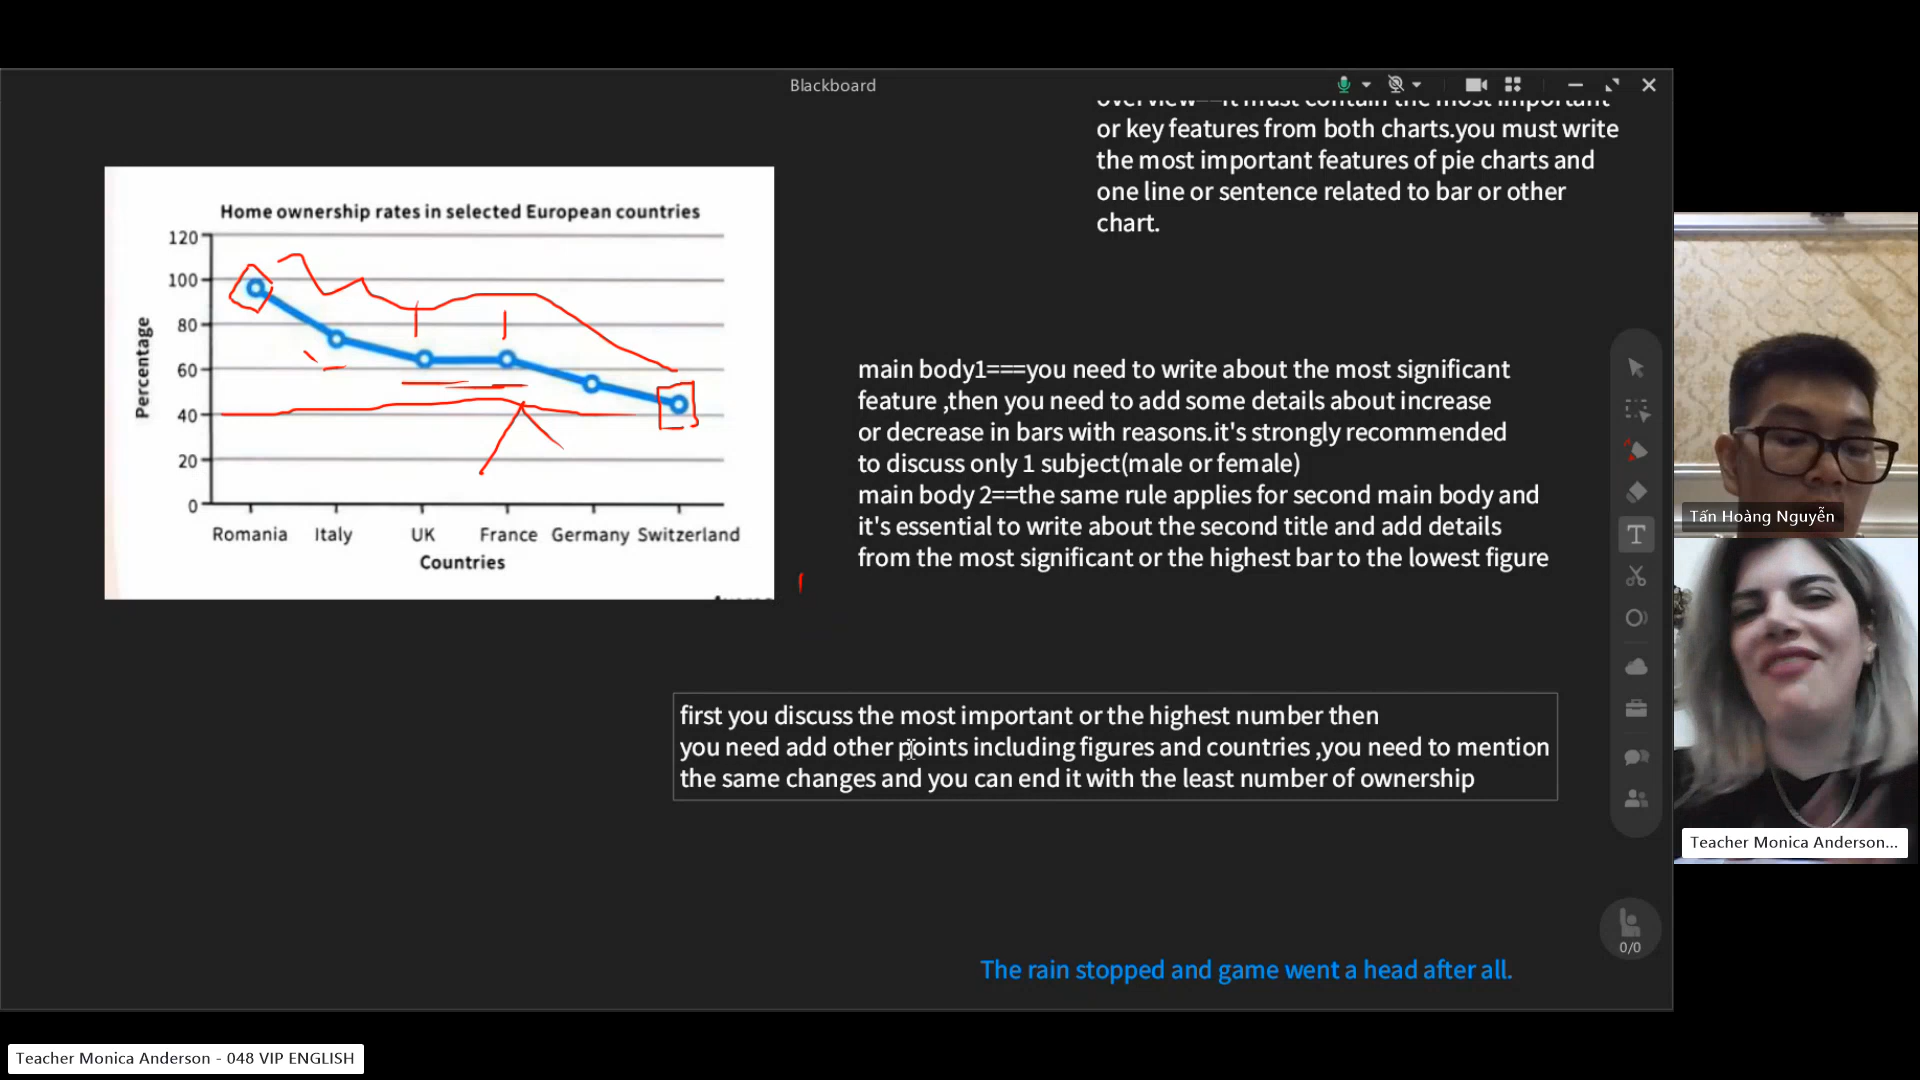 Blackboard
overview==it must contain the most important
or key features from both charts.you must write
the most important features of pie charts and
one line or sentence related to bar or other
chart.
Home ownership rates in selected European countries
120
100
80
60
40
20
0
Percentage
Romania Italy UK France Germany Switzerland
Countries
main body1===you need to write about the most significant
feature ,then you need to add some details about increase
or decrease in bars with reasons.it's strongly recommended
to discuss only 1 subject(male or female)
main body 2==the same rule applies for second main body and
it's essential to write about the second title and add details
from the most significant or the highest bar to the lowest figure
first you discuss the most important or the highest number then
you need add other points including figures and countries ,you need to mention
the same changes and you can end it with the least number of ownership
The rain stopped and game went a head after all.
0/0
Tấn Hoàng Nguyễn
Teacher Monica Anderson...
Teacher Monica Anderson - 048 VIP ENGLISH